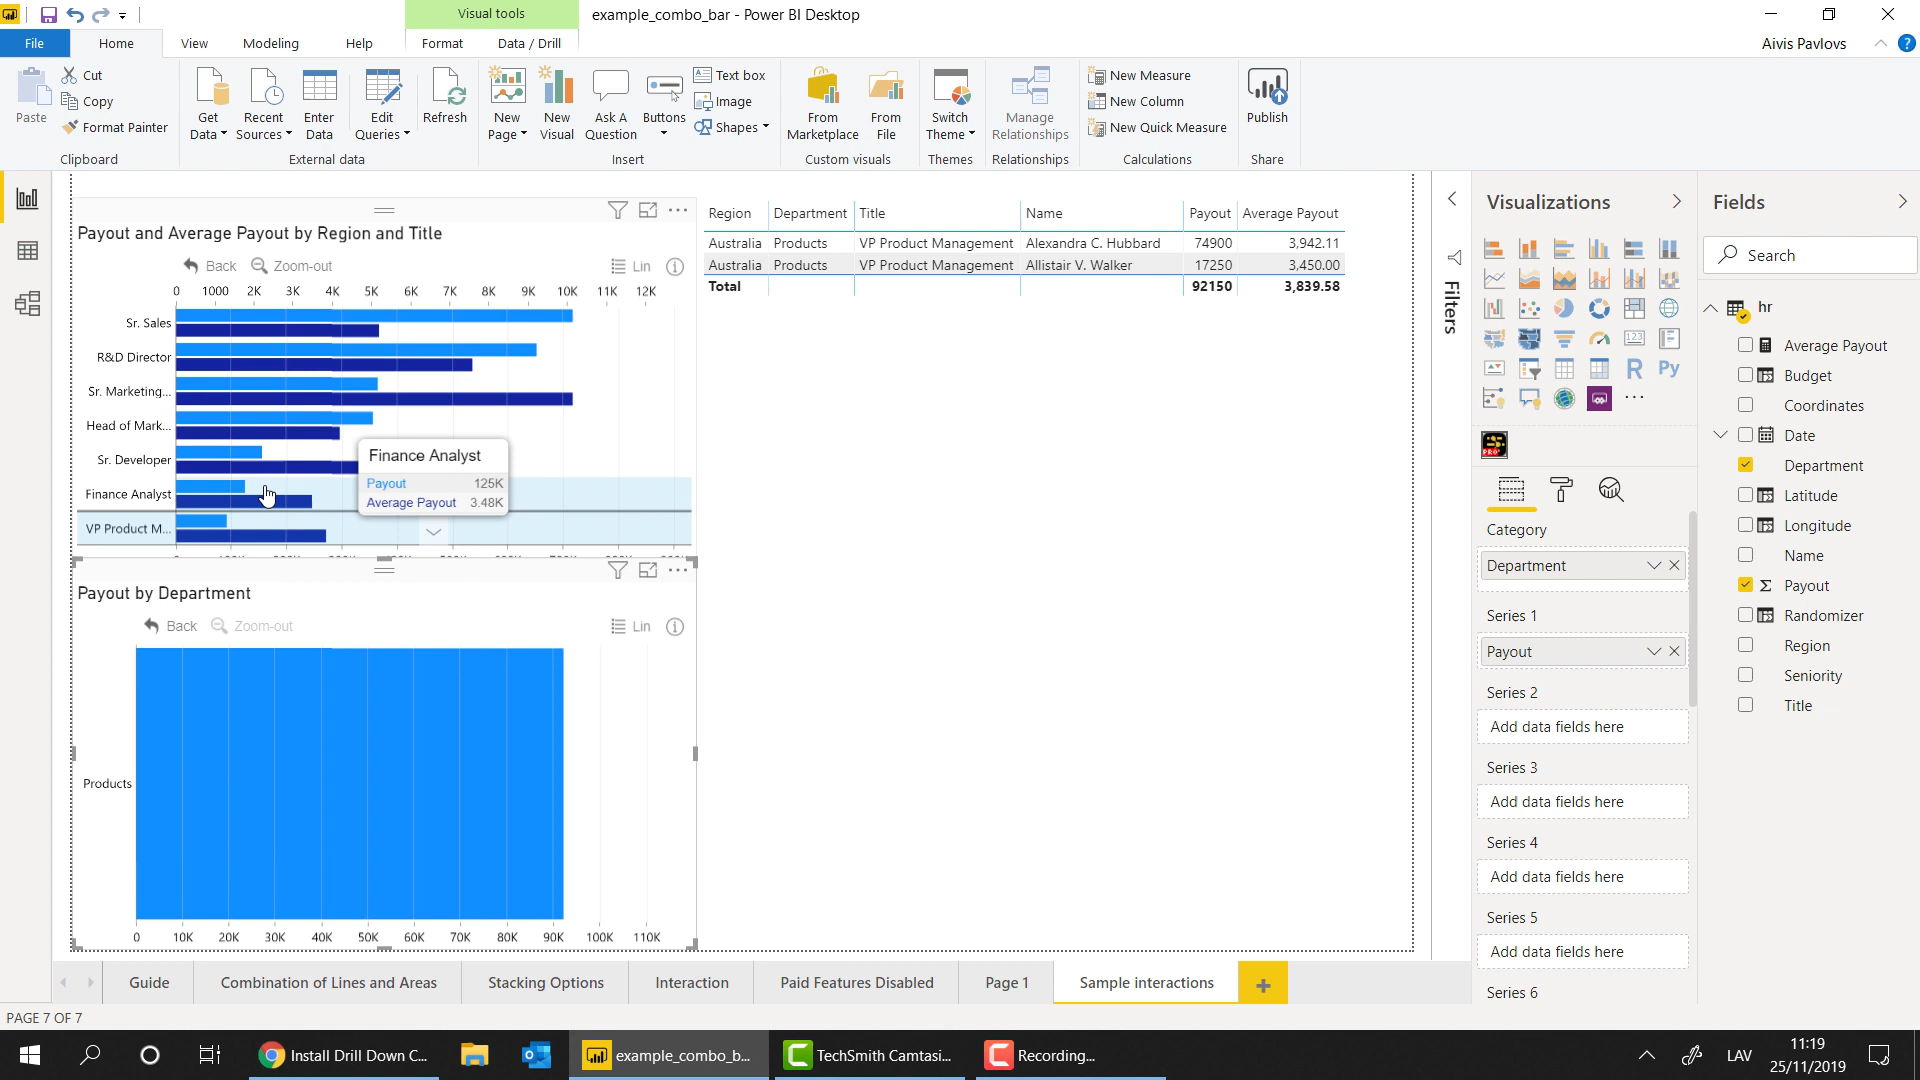 Visual tools
example_combo_bar - Power BI Desktop
File Home View Modeling Help Format Data / Drill
Aivis Pavlovs
?
Paste
Cut
Copy
Format Painter
Clipboard
Get Data
Recent Sources
Enter Data
Edit Queries
Refresh
External data
New Page
New Visual
Ask A Question
Buttons
Text box
Image
Shapes
Insert
From Marketplace
From File
Custom visuals
Switch Theme
Themes
Manage Relationships
Relationships
New Measure
New Column
New Quick Measure
Calculations
Publish
Share
Payout and Average Payout by Region and Title
Back Zoom-out Lin
0 1000 2K 3K 4K 5K 6K 7K 8K 9K 10K 11K 12K
Sr. Sales
R&D Director
Sr. Marketing...
Head of Mark...
Sr. Developer
Finance Analyst
VP Product M...
Finance Analyst
Payout 125K
Average Payout 3.48K
Payout by Department
Back Zoom-out Lin
Products
0 10K 20K 30K 40K 50K 60K 70K 80K 90K 100K 110K
Region Department Title Name Payout Average Payout
Australia Products VP Product Management Alexandra C. Hubbard 74900 3,942.11
Australia Products VP Product Management Allistair V. Walker 17250 3,450.00
Total 92150 3,839.58
Filters
Visualizations
R Py
PRO+
Category
Department
Series 1
Payout
Series 2
Add data fields here
Series 3
Add data fields here
Series 4
Add data fields here
Series 5
Add data fields here
Series 6
Fields
Search
hr
Average Payout
Budget
Coordinates
Date
Department
Latitude
Longitude
Name
Payout
Randomizer
Region
Seniority
Title
Guide Combination of Lines and Areas Stacking Options Interaction Paid Features Disabled Page 1 Sample interactions +
PAGE 7 OF 7
Install Drill Down C...
example_combo_b...
TechSmith Camtasi...
Recording...
LAV
11:19
25/11/2019